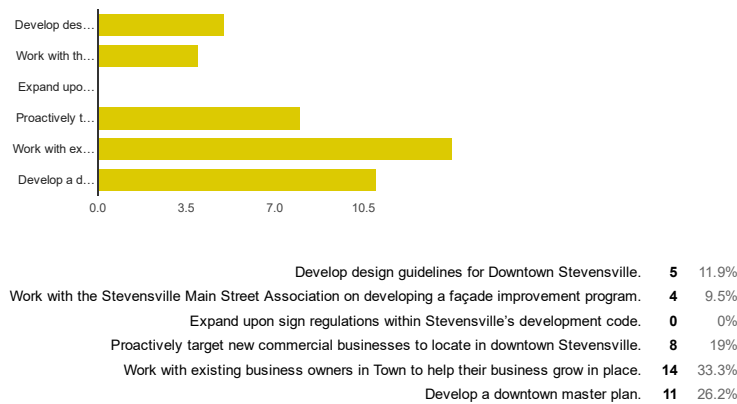 Develop des…
Work with th…
Expand upo…
Proactively t…
Work with ex…
Develop a d…
0.0 3.5 7.0 10.5
Develop design guidelines for Downtown Stevensville. 5 11.9%
Work with the Stevensville Main Street Association on developing a façade improvement program. 4 9.5%
Expand upon sign regulations within Stevensville’s development code. 0 0%
Proactively target new commercial businesses to locate in downtown Stevensville. 8 19%
Work with existing business owners in Town to help their business grow in place. 14 33.3%
Develop a downtown master plan. 11 26.2%